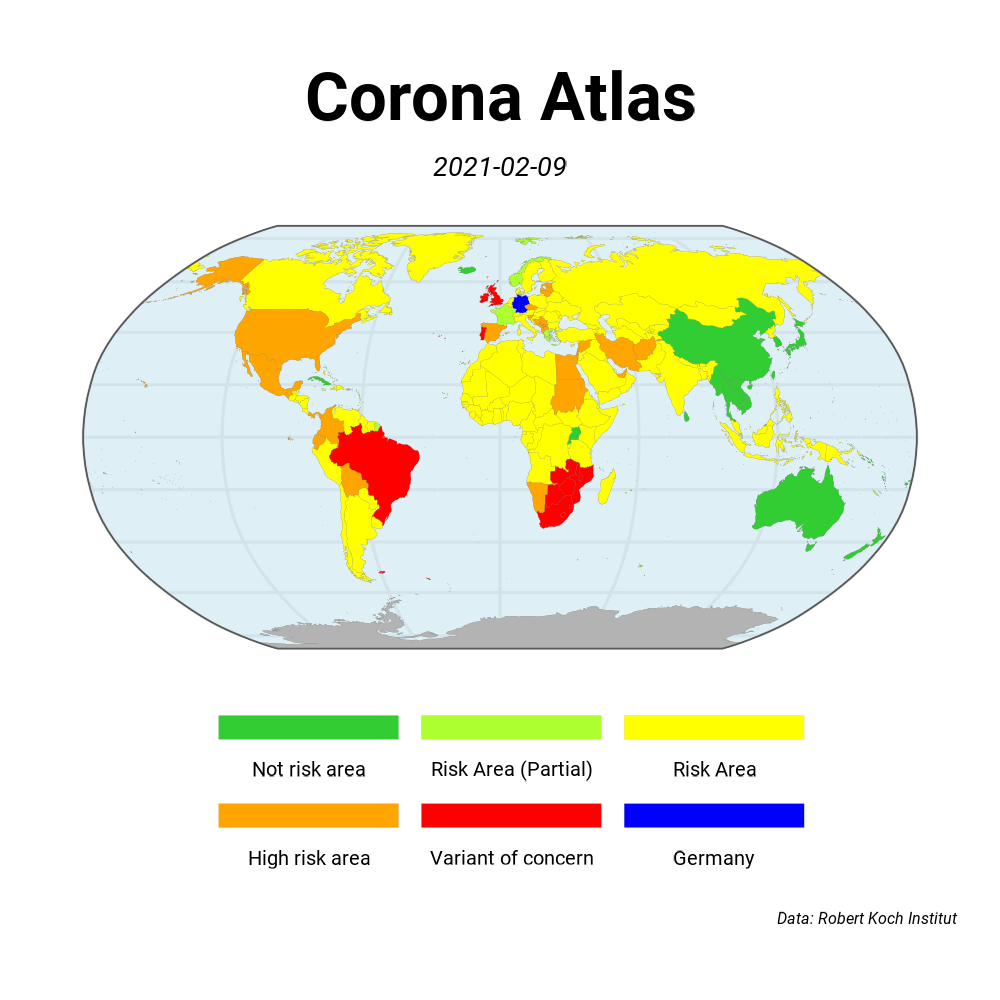 Corona Atlas
2021-02-09
Not risk area
Risk Area (Partial)
Risk Area
High risk area
Variant of concern
Germany
Data: Robert Koch Institut